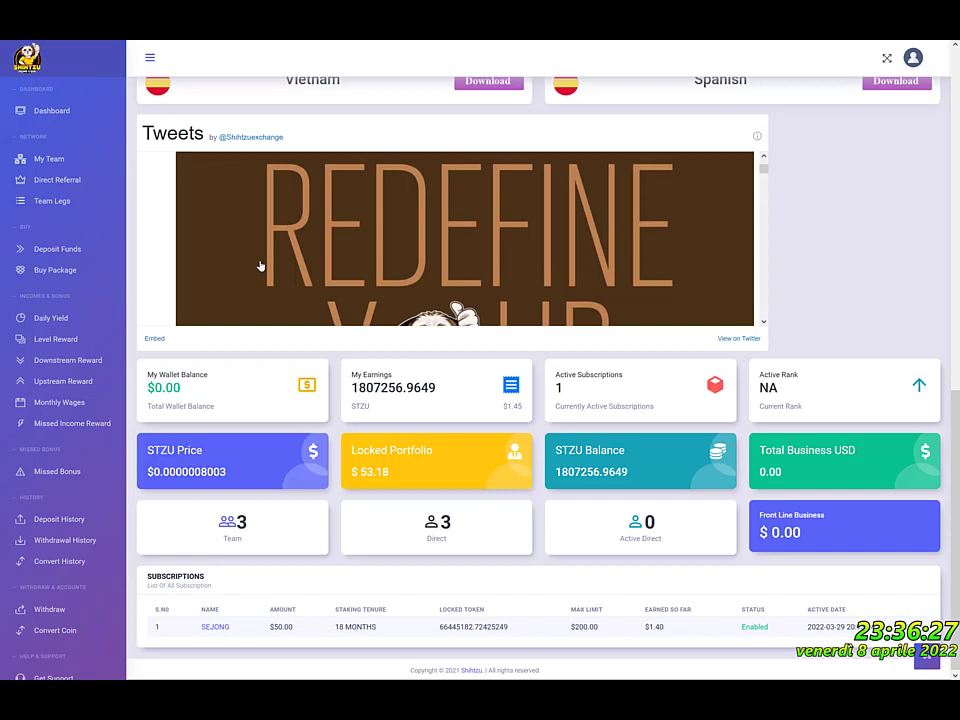 SHIHTZU
Vietnam
Download
Spanish
Download
DASHBOARD
Dashboard
NETWORK
My Team
Direct Referral
Team Legs
BUY
Deposit Funds
Buy Package
INCOMES & BONUS
Daily Yield
Level Reward
Downstream Reward
Upstream Reward
Monthly Wages
Missed Income Reward
MISSED BONUS
Missed Bonus
HISTORY
Deposit History
Withdrawal History
Convert History
WITHDRAW & ACCOUNTS
Withdraw
Convert Coin
HELP & SUPPORT
Get Support
Tweets by @Shihtzuexchange
REDEFINE
YOUR
Embed
View on Twitter
My Wallet Balance
$0.00
Total Wallet Balance
My Earnings
1807256.9649
STZU $1.45
Active Subscriptions
1
Currently Active Subscriptions
Active Rank
NA
Current Rank
STZU Price
$0.0000008003
Locked Portfolio
$ 53.18
STZU Balance
1807256.9649
Total Business USD
0.00
3
Team
3
Direct
0
Active Direct
Front Line Business
$ 0.00
SUBSCRIPTIONS
List Of All Subscription
S.N0 NAME AMOUNT STAKING TENURE LOCKED TOKEN MAX LIMIT EARNED SO FAR STATUS ACTIVE DATE
1 SEJONG $50.00 18 MONTHS 66445182.72425249 $200.00 $1.40 Enabled 2022-03-29 20:
23:36:27
venerdì 8 aprile 2022
Copyright © 2021 Shihtzu. | All rights reserved.